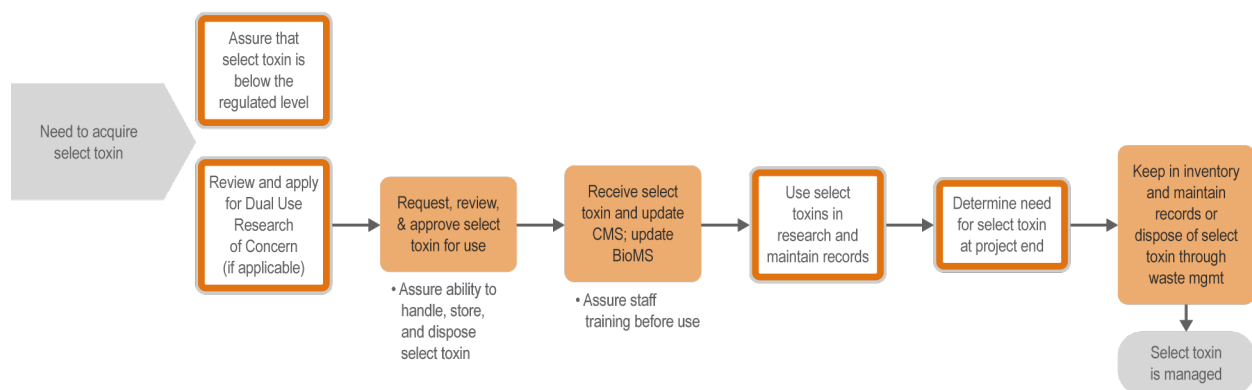 Need to acquire
select toxin
Assure that
select toxin is
below the
regulated level
Review and apply
for Dual Use
Research
of Concern
(if applicable)
Request, review,
& approve select
toxin for use
• Assure ability to
handle, store,
and dispose
select toxin
Receive select
toxin and update
CMS; update
BioMS
• Assure staff
training before use
Use select
toxins in
research and
maintain records
Determine need
for select toxin
at project end
Keep in inventory
and maintain
records or
dispose of select
toxin through
waste mgmt
Select toxin
is managed